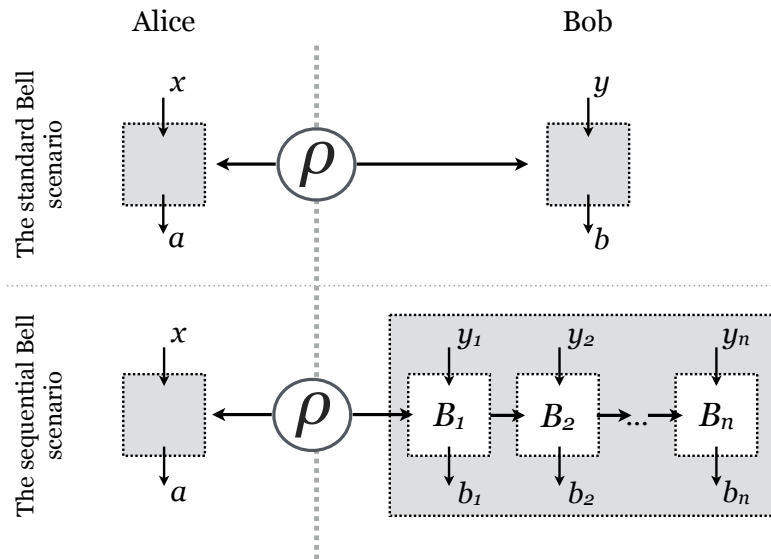 Alice
Bob
The standard Bell
scenario
x
y
ρ
a
b
The sequential Bell
scenario
x
y₁
y₂
yₙ
ρ
B₁
B₂
...
Bₙ
a
b₁
b₂
bₙ